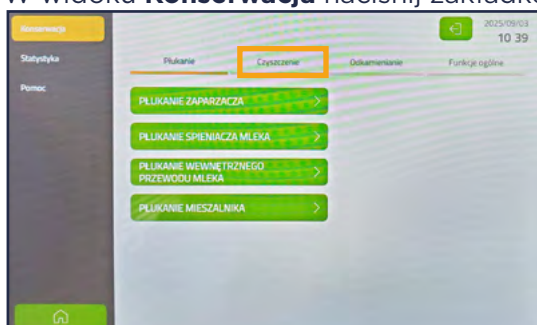 W widoku Konserwacja naciśnij zakładkę
Konserwacja
2025/09/03
10 39
Statystyka
Płukanie
Czyszczenie
Odkamienianie
Funkcje ogólne
Pomoc
PŁUKANIE ZAPARZACZA
PŁUKANIE SPIENIACZA MLEKA
PŁUKANIE WEWNĘTRZNEGO
PRZEWODU MLEKA
PŁUKANIE MIESZALNIKA